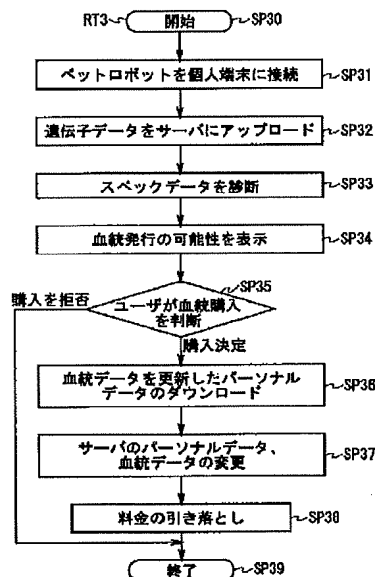 RT3 開始 SP30
ペットロボットを個人端末に接続 SP31
遺伝子データをサーバにアップロード SP32
スペックデータを診断 SP33
血統発行の可能性を表示 SP34
SP35
購入を拒否
ユーザが血統購入
を判断
購入決定
血統データを更新したパーソナル
データのダウンロード
SP36
サーバのパーソナルデータ、
血統データの変更
SP37
料金の引き落とし SP38
終了 SP39